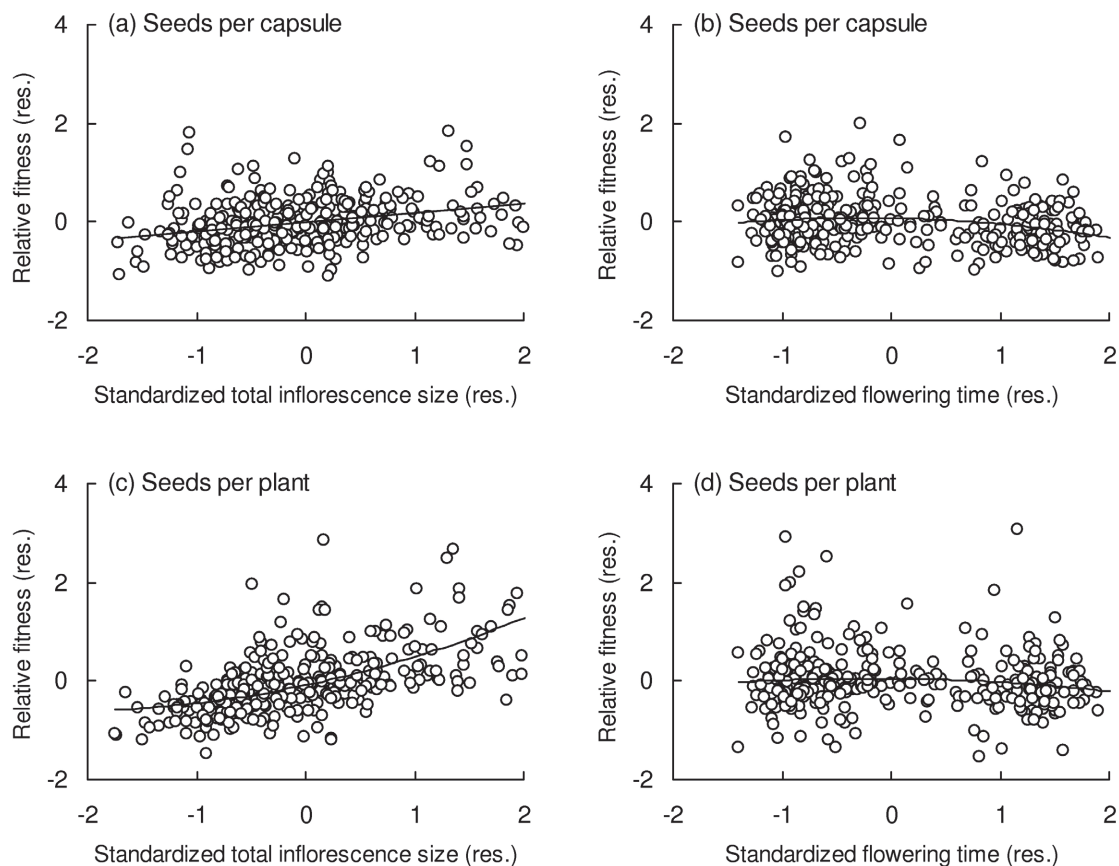 (a) Seeds per capsule
4
2
0
-2
-2 -1 0 1 2
Relative fitness (res.)
Standardized total inflorescence size (res.)
(b) Seeds per capsule
4
2
0
-2
-2 -1 0 1 2
Relative fitness (res.)
Standardized flowering time (res.)
(c) Seeds per plant
4
2
0
-2
-2 -1 0 1 2
Relative fitness (res.)
Standardized total inflorescence size (res.)
(d) Seeds per plant
4
2
0
-2
-2 -1 0 1 2
Relative fitness (res.)
Standardized flowering time (res.)